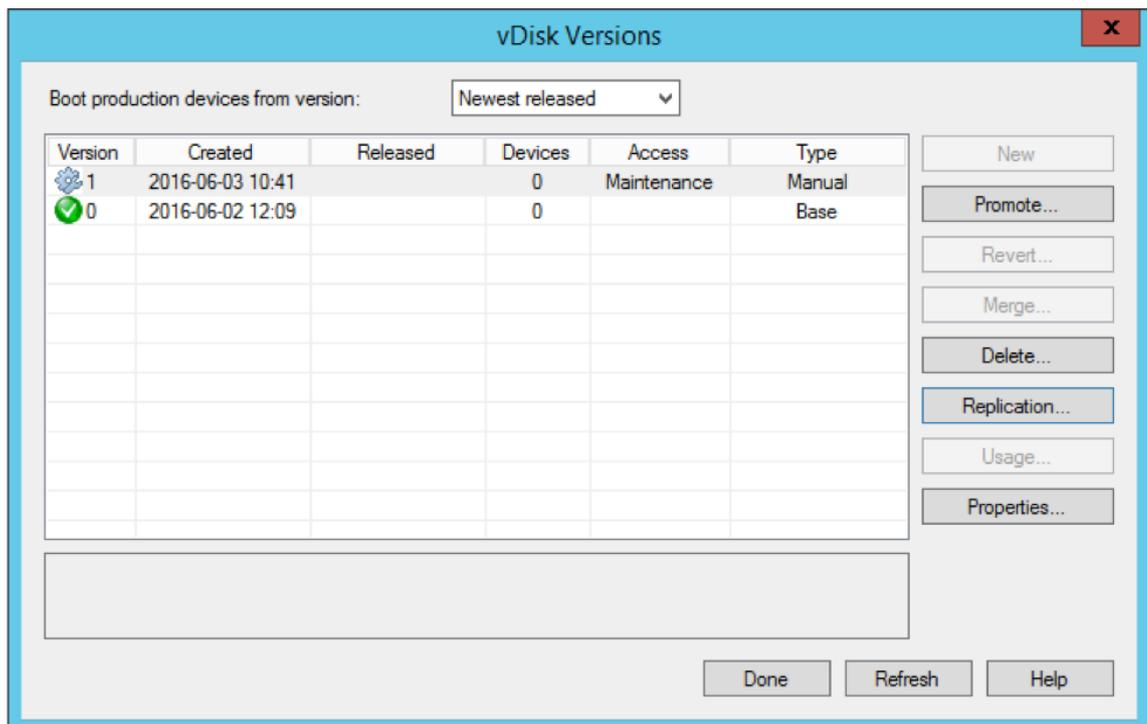 vDisk Versions
x
Boot production devices from version: Newest released
Version Created Released Devices Access Type
1 2016-06-03 10:41 0 Maintenance Manual
0 2016-06-02 12:09 0 Base
New
Promote...
Revert...
Merge...
Delete...
Replication...
Usage...
Properties...
Done Refresh Help